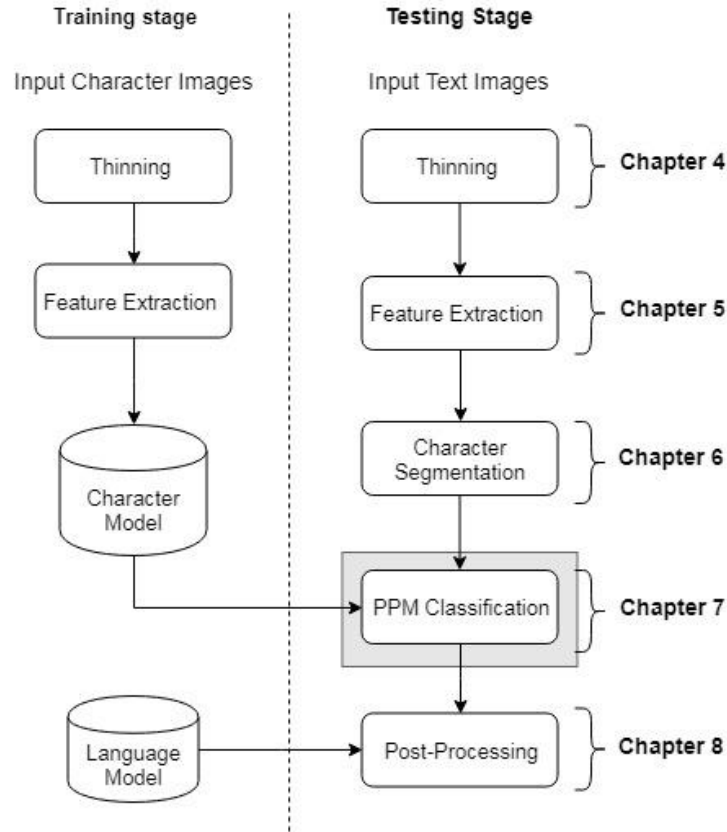 Training stage
Testing Stage
Input Character Images
Input Text Images
Thinning
Thinning
Chapter 4
Feature Extraction
Feature Extraction
Chapter 5
Character
Segmentation
Chapter 6
Character
Model
PPM Classification
Chapter 7
Language
Model
Post-Processing
Chapter 8